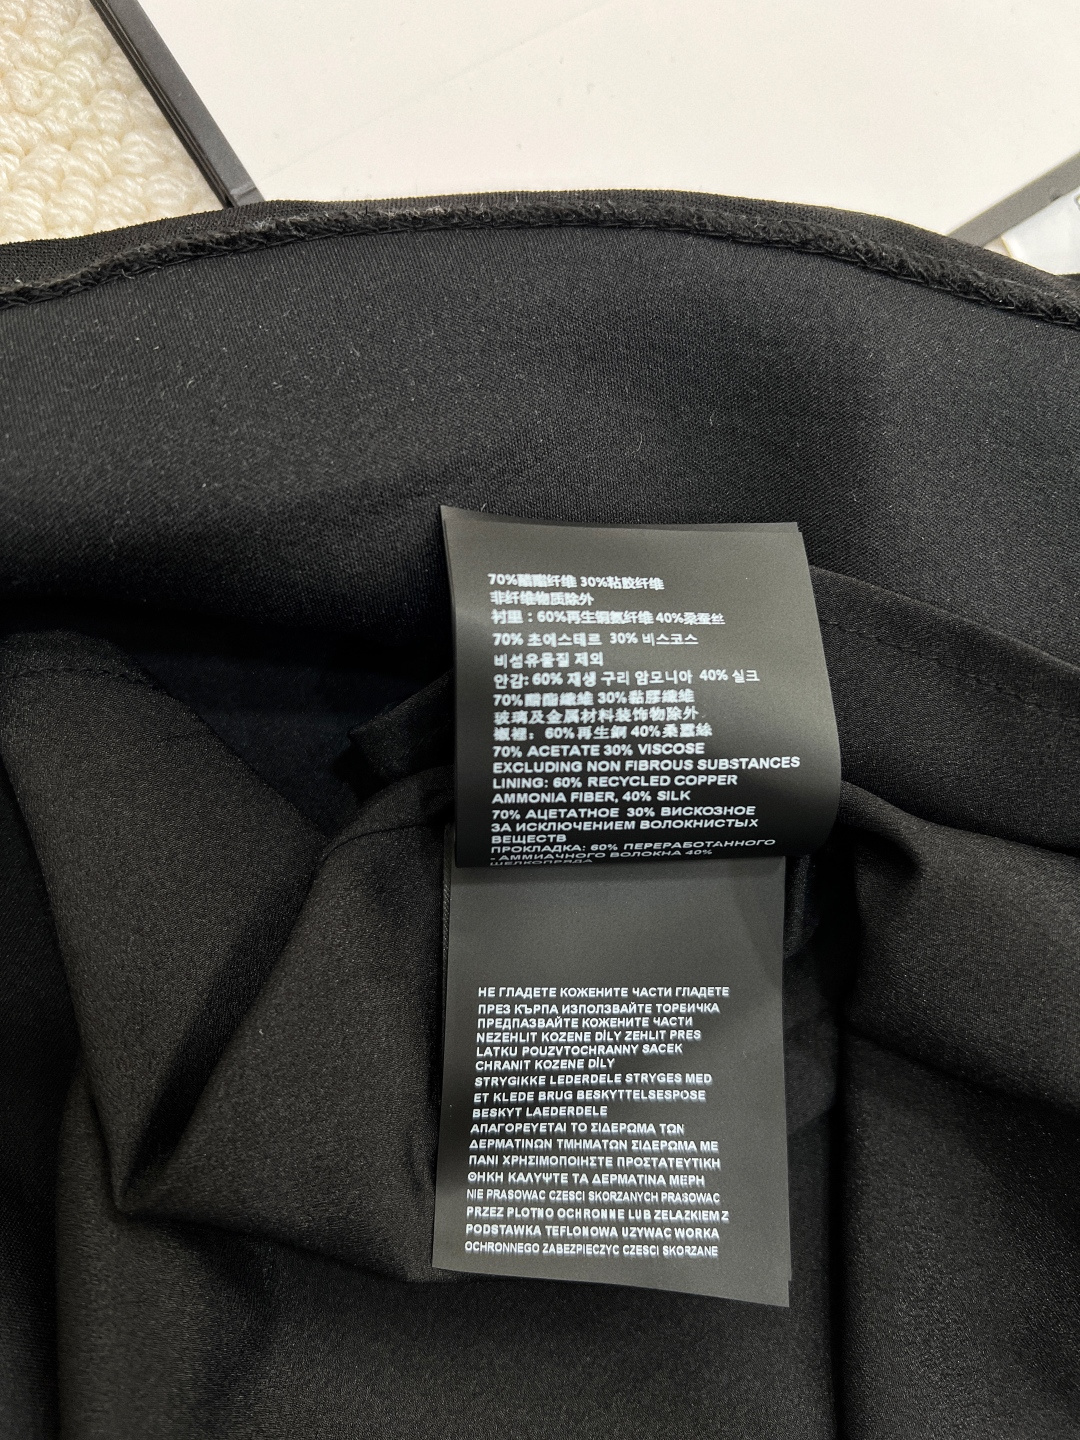 70%醋酯纤维 30%粘胶纤维
非纤维物质除外
衬里：60%再生铜氨纤维 40%桑蚕丝
70% 초에스테르 30% 비스코스
비섬유물질 제외
안감: 60% 재생 구리 암모니아 40% 실크
70%醋酯纖維 30%黏膠纖維
玻璃及金属材料装饰物除外
襯裡：60%再生銅 40%桑蠶絲
70% ACETATE 30% VISCOSE
EXCLUDING NON FIBROUS SUBSTANCES
LINING: 60% RECYCLED COPPER
AMMONIA FIBER, 40% SILK
70% АЦЕТАТНОЕ 30% ВИСКОЗНОЕ
ЗА ИСКЛЮЧЕНИЕМ ВОЛОКНИСТЫХ
ВЕЩЕСТВ
ПРОКЛАДКА: 60% ПЕРЕРАБОТАННОГО
- АММИАЧНОГО ВОЛОКНА 40%
ШЕЛКОПРЯДА
НЕ ГЛАДЕТЕ КОЖЕНИТЕ ЧАСТИ ГЛАДЕТЕ
ПРЕЗ КЪРПА ИЗПОЛЗВАЙТЕ ТОРБИЧКА
ПРЕДПАЗВАЙТЕ КОЖЕНИТЕ ЧАСТИ
NEZEHLIT KOZENE DÍLY ZEHLIT PRES
LATKU POUZVTOCHRANNY SACEK
CHRANIT KOZENE DÍLY
STRYGIKKE LEDERDELE STRYGES MED
ET KLEDE BRUG BESKYTTELSESPOSE
BESKYT LAEDERDELE
ΑΠΑΓΟΡΕΥΕΤΑΙ ΤΟ ΣΙΔΕΡΩΜΑ ΤΩΝ
ΔΕΡΜΑΤΙΝΩΝ ΤΜΗΜΑΤΩΝ ΣΙΔΕΡΩΜΑ ΜΕ
ΠΑΝΙ ΧΡΗΣΙΜΟΠΟΙΗΣΤΕ ΠΡΟΣΤΑΤΕΥΤΙΚΗ
ΘΗΚΗ ΚΑΛΥΨΤΕ ΤΑ ΔΕΡΜΑΤΙΝΑ ΜΕΡΗ
NIE PRASOWAC CZESCI SKORZANYCH PRASOWAC
PRZEZ PLOTNO OCHRONNE LUB ZELAZKIEM Z
PODSTAWKA TEFLONOWA UZYWAC WORKA
OCHRONNEGO ZABEZPIECZYC CZESCI SKORZANE